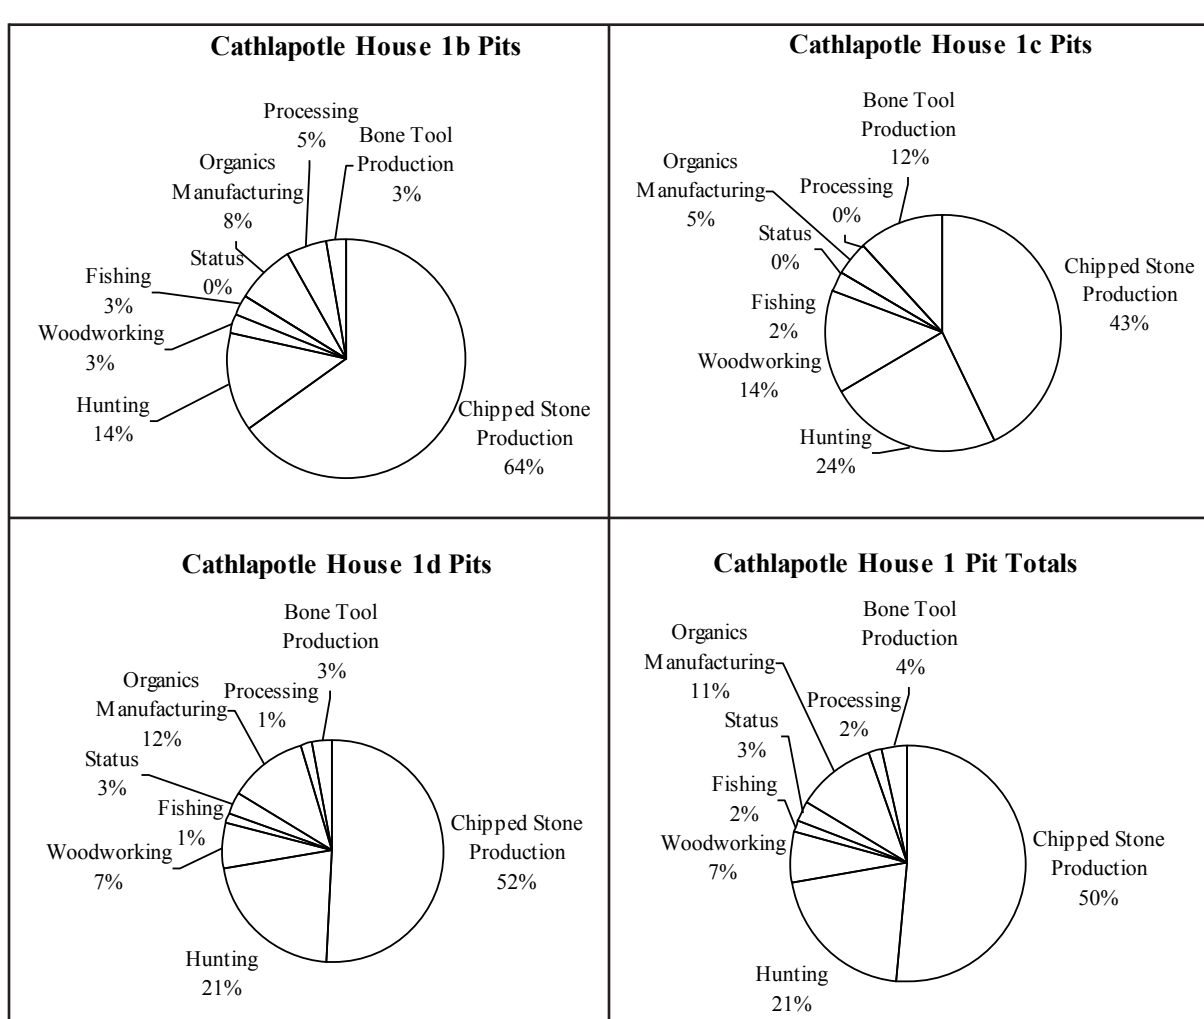 Cathlapotle House 1b Pits
Processing
5%
Bone Tool
Production
3%
Organics
Manufacturing
8%
Status
0%
Fishing
3%
Woodworking
3%
Hunting
14%
Chipped Stone
Production
64%
Cathlapotle House 1c Pits
Bone Tool
Production
12%
Organics
Manufacturing
5%
Processing
0%
Status
0%
Fishing
2%
Woodworking
14%
Hunting
24%
Chipped Stone
Production
43%
Cathlapotle House 1d Pits
Bone Tool
Production
3%
Organics
Manufacturing
12%
Processing
1%
Status
3%
Fishing
1%
Woodworking
7%
Hunting
21%
Chipped Stone
Production
52%
Cathlapotle House 1 Pit Totals
Bone Tool
Production
4%
Organics
Manufacturing
11%
Processing
2%
Status
3%
Fishing
2%
Woodworking
7%
Hunting
21%
Chipped Stone
Production
50%